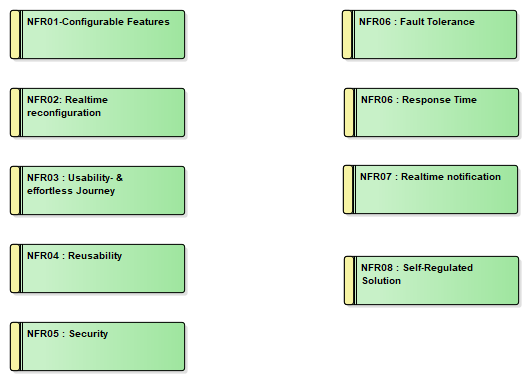 NFR01-Configurable Features
NFR02: Realtime
reconfiguration
NFR03 : Usability- &
effortless Journey
NFR04 : Reusability
NFR05 : Security
NFR06 : Fault Tolerance
NFR06 : Response Time
NFR07 : Realtime notification
NFR08 : Self-Regulated
Solution